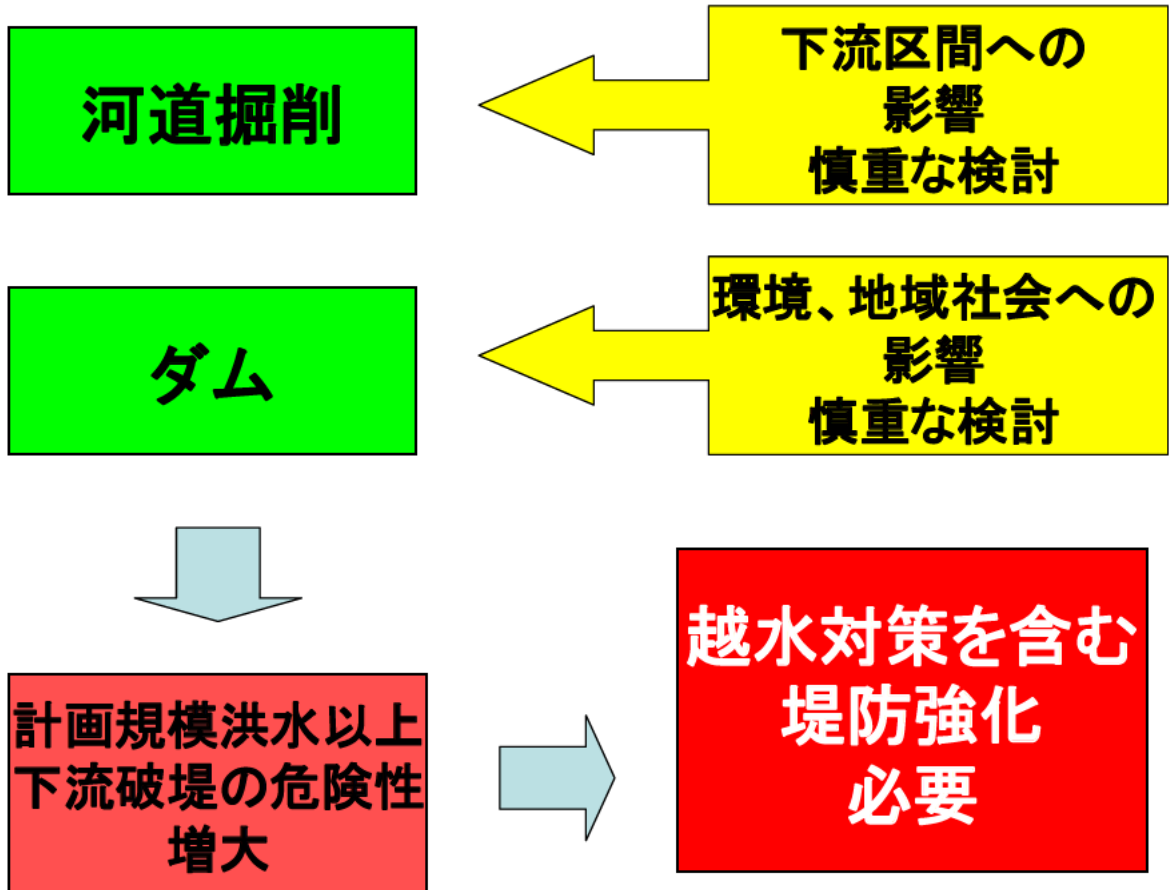 河道掘削
下流区間への
影響
慎重な検討
ダム
環境、地域社会への
影響
慎重な検討
計画規模洪水以上
下流破堤の危険性
増大
越水対策を含む
堤防強化
必要